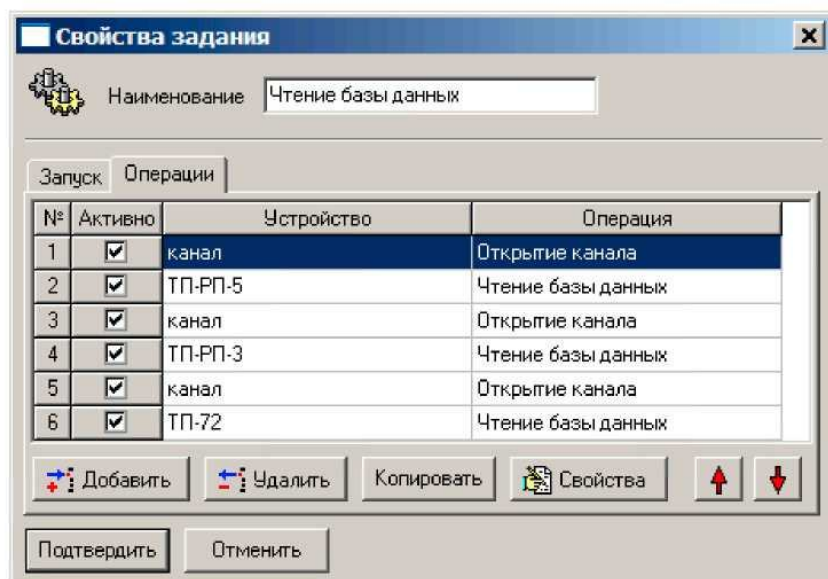 Свойства задания
Наименование Чтение базы данных
Запуск Операции
№ Активно Устройство Операция
1 канал Открытие канала
2 ТП-РП-5 Чтение базы данных
3 канал Открытие канала
4 ТП-РП-3 Чтение базы данных
5 канал Открытие канала
6 ТП-72 Чтение базы данных
Добавить Удалить Копировать Свойства
Подтвердить Отменить